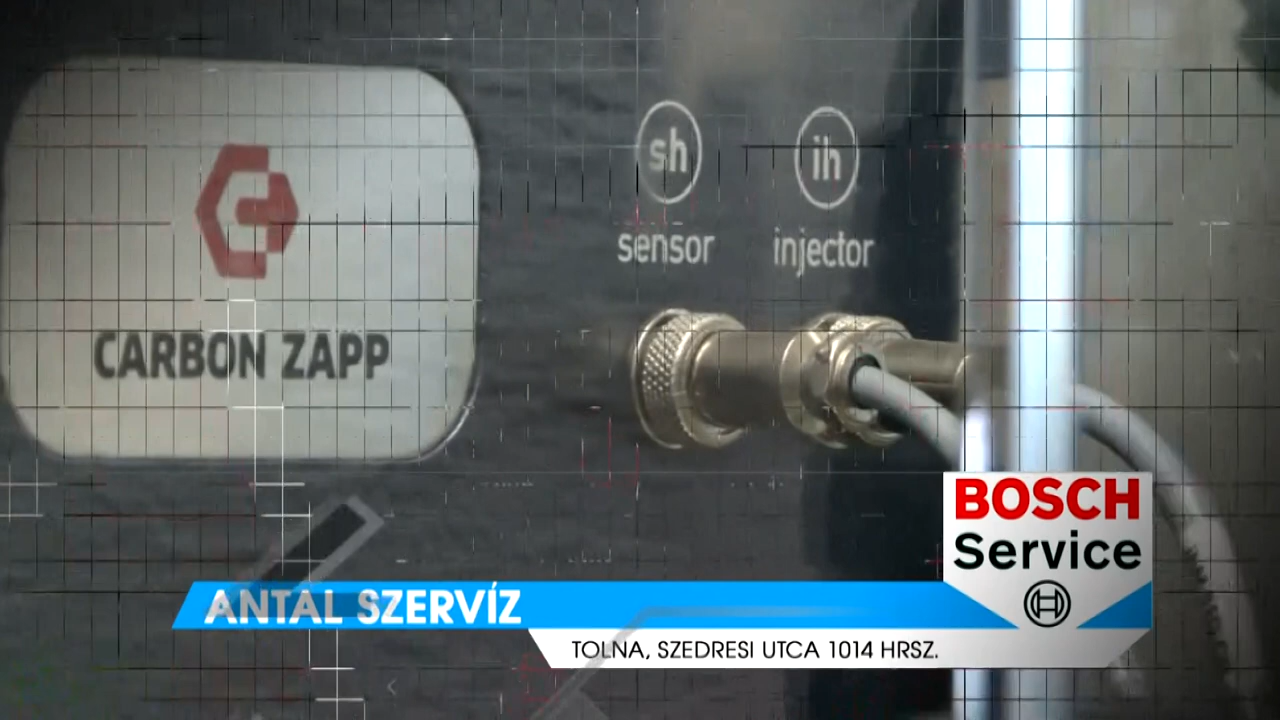 sh
ih
sensor
injector
CARBON ZAPP
BOSCH
Service
ANTAL SZERVÍZ
TOLNA, SZEDRESI UTCA 1014 HRSZ.